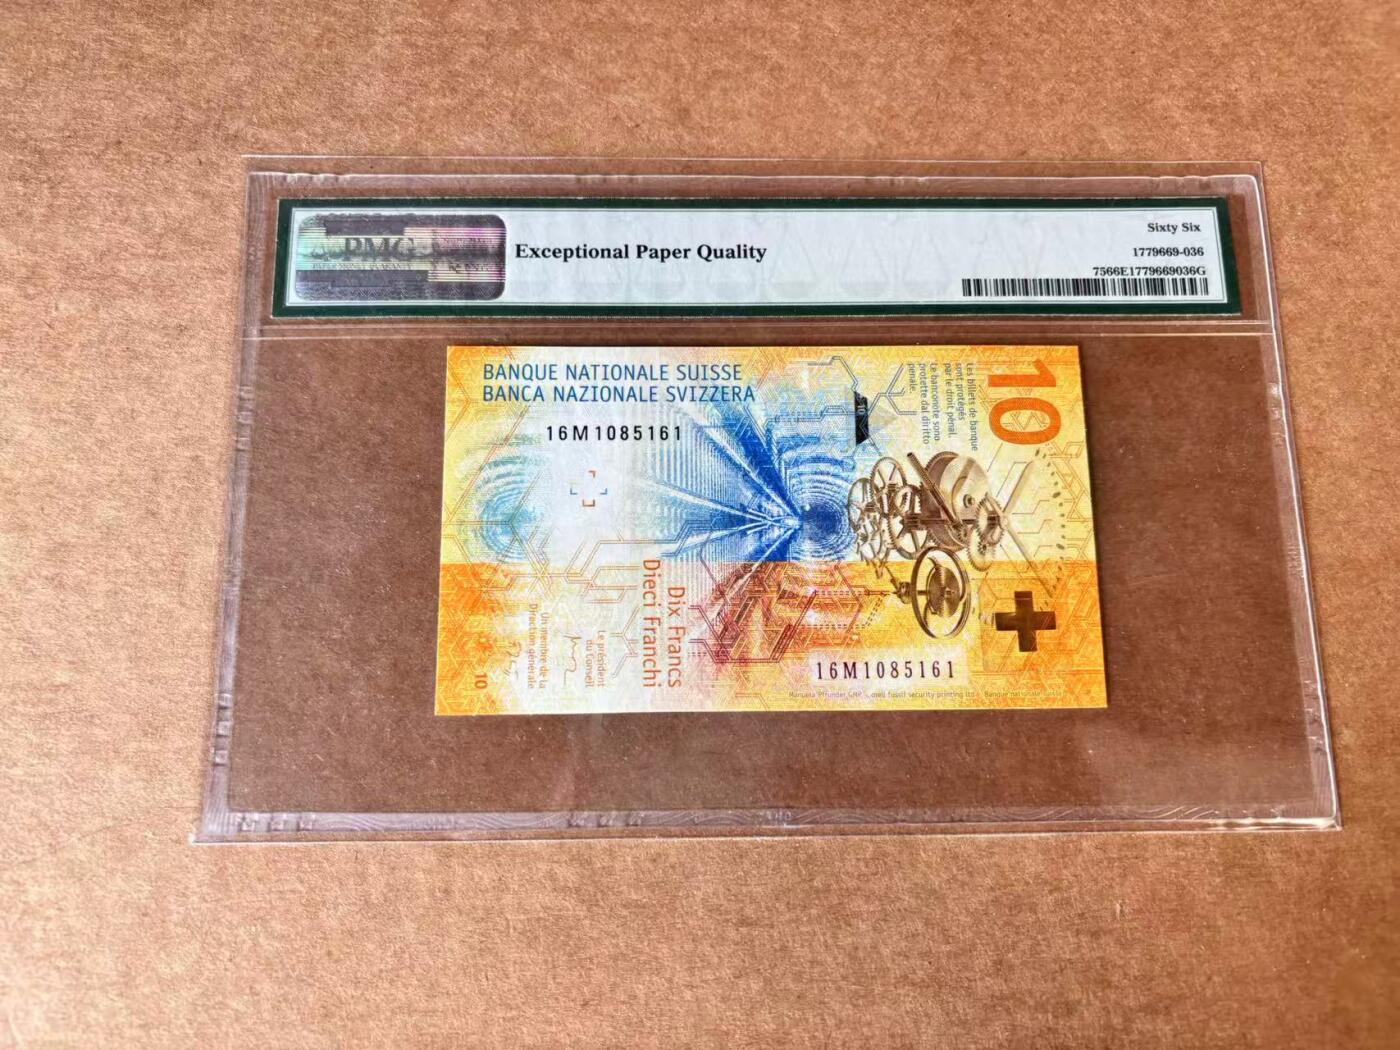 PMG
Exceptional Paper Quality
Sixty Six
1779669-036
7566E1779669036G
BANQUE NATIONALE SUISSE
BANCA NAZIONALE SVIZZERA
16M1085161
10
Les billets de banque
sont protégés
par le droit pénal.
Le banconote sono
protette dal diritto
penale.
10
Dix Francs
Dieci Franchi
Le président
du Conseil
Un membre de la
Direction générale
10
16M1085161